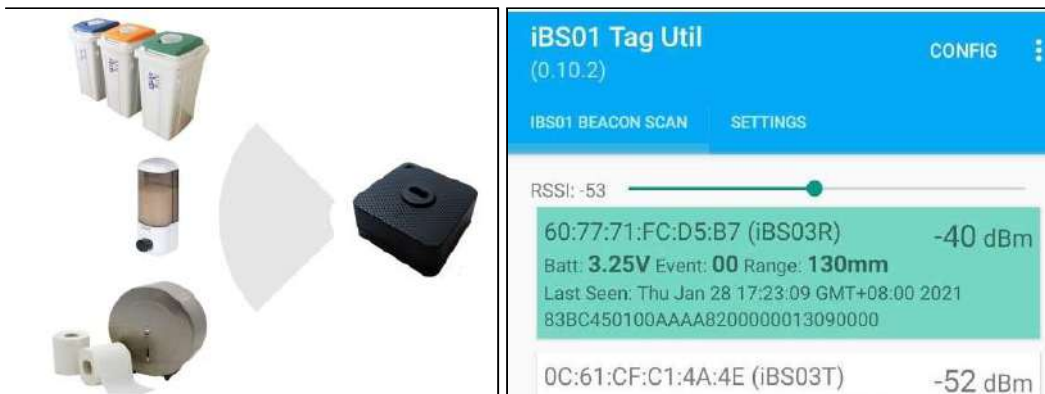 iBS01 Tag Util
(0.10.2)
CONFIG
IBS01 BEACON SCAN
SETTINGS
RSSI: -53
60:77:71:FC:D5:B7 (iBS03R)
-40 dBm
Batt: 3.25V Event: 00 Range: 130mm
Last Seen: Thu Jan 28 17:23:09 GMT+08:00 2021
83BC450100AAAA8200000013090000
0C:61:CF:C1:4A:4E (iBS03T)
-52 dBm